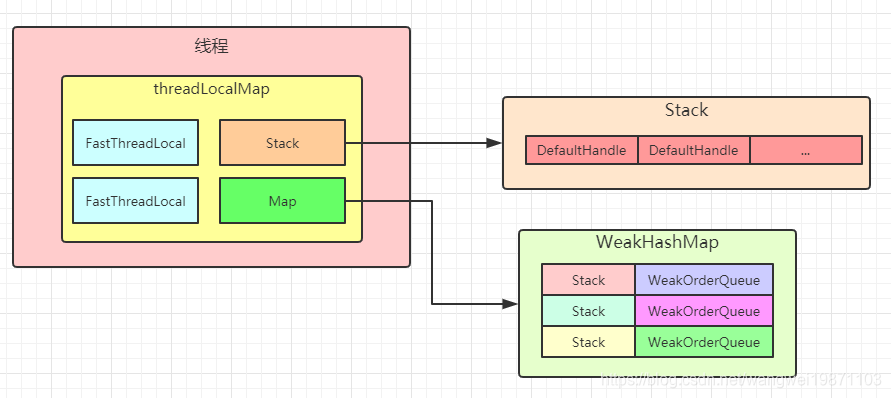 线程
threadLocalMap
FastThreadLocal Stack
FastThreadLocal Map
Stack
DefaultHandle DefaultHandle ...
WeakHashMap
Stack WeakOrderQueue
Stack WeakOrderQueue
Stack WeakOrderQueue
https://blog.csdn.net/wangwei19871103